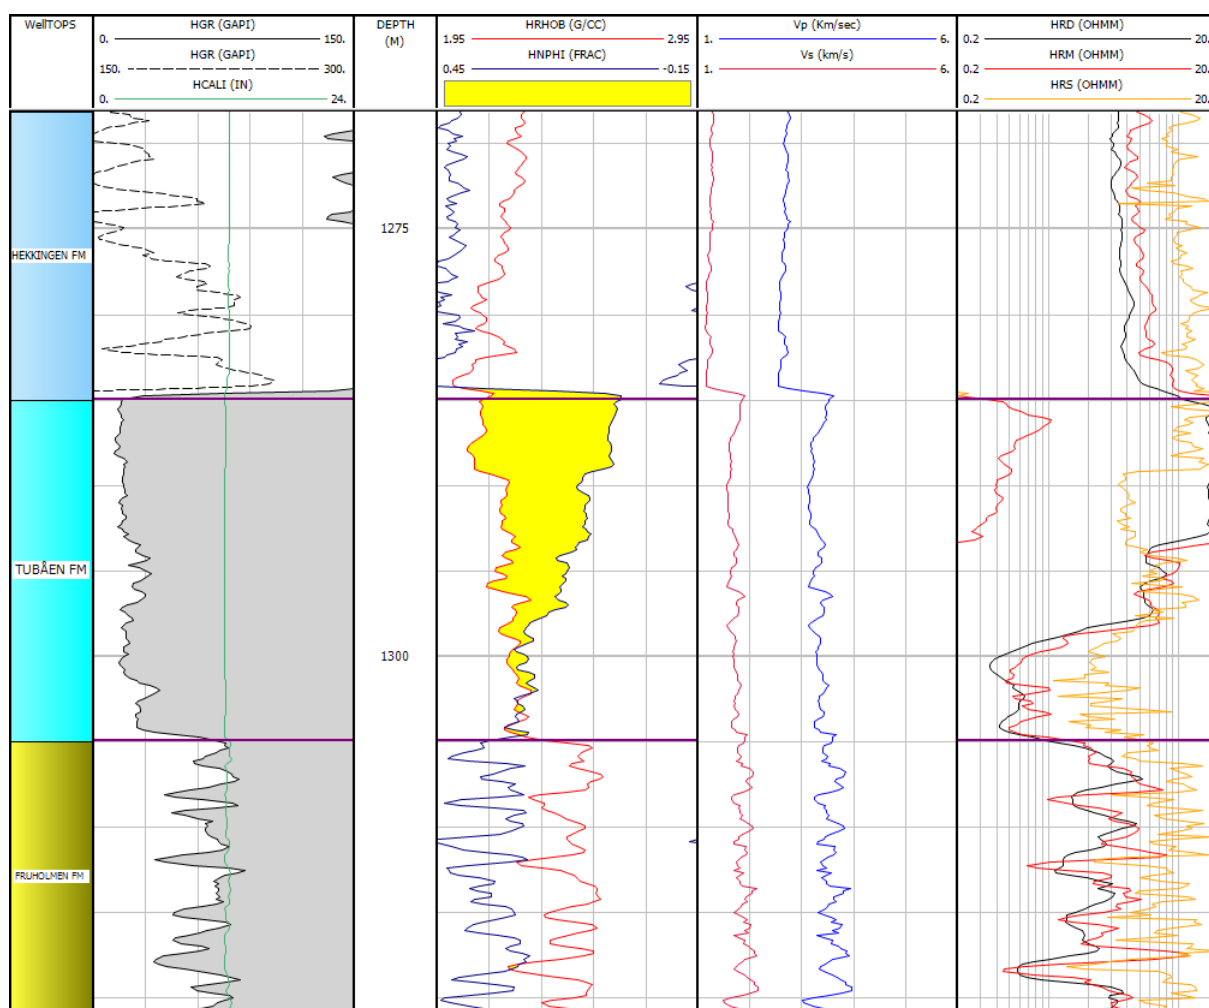 WellTOPS
HGR (GAPI)
0. 150.
HGR (GAPI)
150. 300.
HCALI (IN)
0. 24.
DEPTH
(M)
HRHOB (G/CC)
1.95 2.95
HNPHI (FRAC)
0.45 -0.15
Vp (Km/sec)
1. 6.
Vs (km/s)
1. 6.
HRD (OHMM)
0.2 20.
HRM (OHMM)
0.2 20.
HRS (OHMM)
0.2 20.
1275
HEKKINGEN FM
TUBÅEN FM
1300
FRUHOLMEN FM